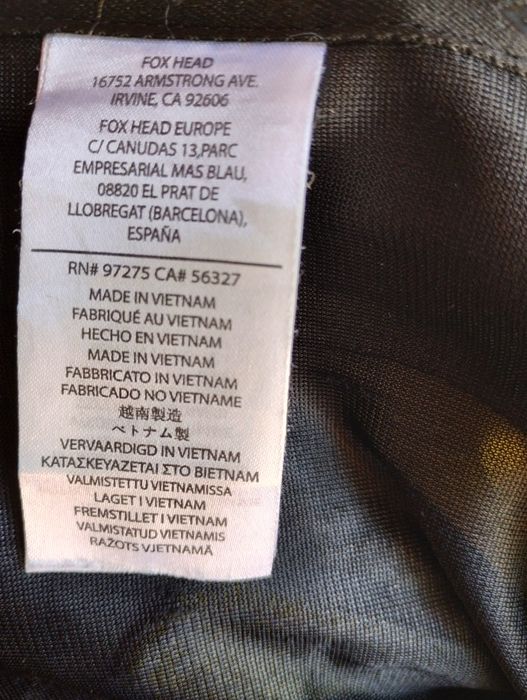 FOX HEAD
16752 ARMSTRONG AVE.
IRVINE, CA 92606
FOX HEAD EUROPE
C/ CANUDAS 13,PARC
EMPRESARIAL MAS BLAU,
08820 EL PRAT DE
LLOBREGAT (BARCELONA),
ESPAÑA
RN# 97275 CA# 56327
MADE IN VIETNAM
FABRIQUÉ AU VIETNAM
HECHO EN VIETNAM
MADE IN VIETNAM
FABBRICATO IN VIETNAM
FABRICADO NO VIETNAME
越南製造
ベトナム製
VERVAARDIGD IN VIETNAM
ΚΑΤΑΣΚΕΥΑΖΕΤΑΙ ΣΤΟ ΒΙΕΤΝΑΜ
VALMISTETTU VIETNAMISSA
LAGET I VIETNAM
FREMSTILLET I VIETNAM
VALMISTATUD VIETNAMIS
RAŽOTS VJETNAMĀ